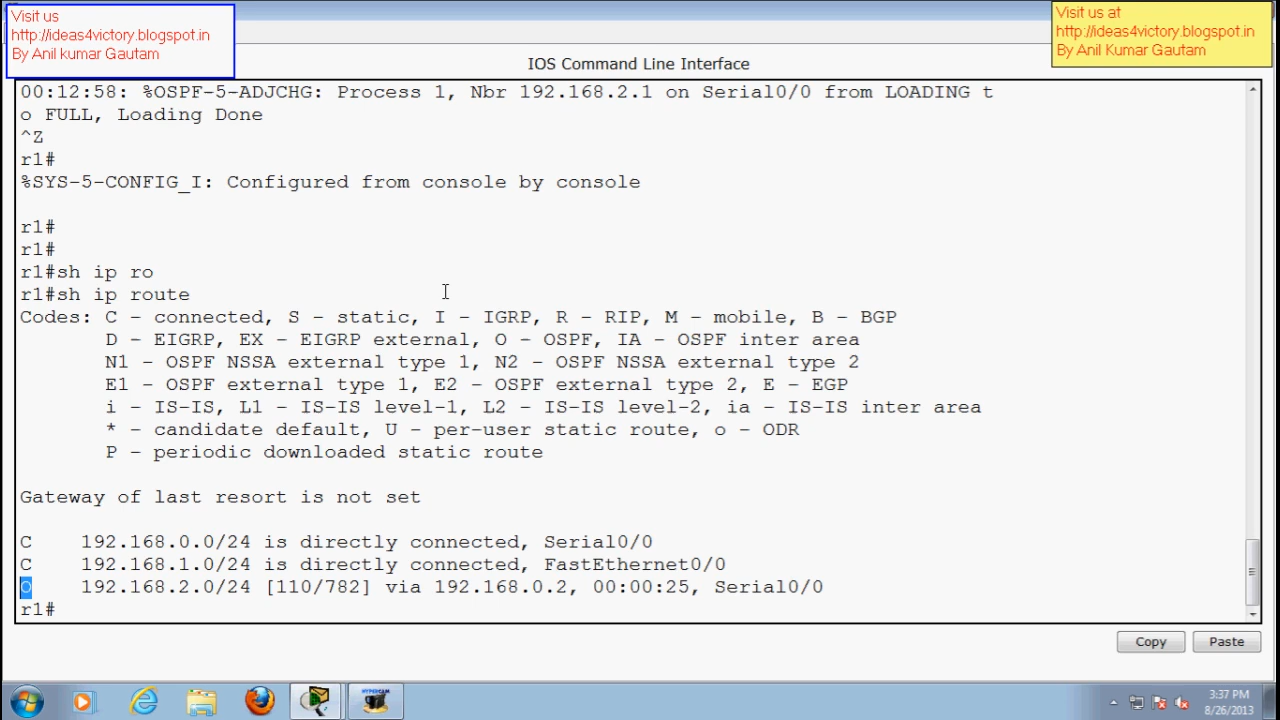 Visit us
http://ideas4victory.blogspot.in
By Anil kumar Gautam
Visit us at
http://ideas4victory.blogspot.in
By Anil Kumar Gautam
IOS Command Line Interface
00:12:58: %OSPF-5-ADJCHG: Process 1, Nbr 192.168.2.1 on Serial0/0 from LOADING t
o FULL, Loading Done
^Z
r1#
%SYS-5-CONFIG_I: Configured from console by console
r1#
r1#
r1#sh ip ro
r1#sh ip route
Codes: C - connected, S - static, I - IGRP, R - RIP, M - mobile, B - BGP
D - EIGRP, EX - EIGRP external, O - OSPF, IA - OSPF inter area
N1 - OSPF NSSA external type 1, N2 - OSPF NSSA external type 2
E1 - OSPF external type 1, E2 - OSPF external type 2, E - EGP
i - IS-IS, L1 - IS-IS level-1, L2 - IS-IS level-2, ia - IS-IS inter area
* - candidate default, U - per-user static route, o - ODR
P - periodic downloaded static route
Gateway of last resort is not set
C 192.168.0.0/24 is directly connected, Serial0/0
C 192.168.1.0/24 is directly connected, FastEthernet0/0
O 192.168.2.0/24 [110/782] via 192.168.0.2, 00:00:25, Serial0/0
r1#
Copy Paste
HYPERCAM
3:37 PM
8/26/2013